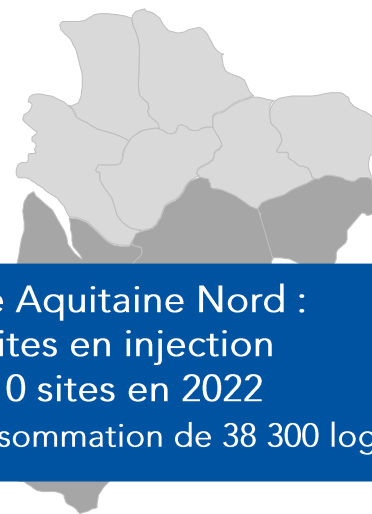 e Aquitaine Nord :
ites en injection
0 sites en 2022
sommation de 38 300 log